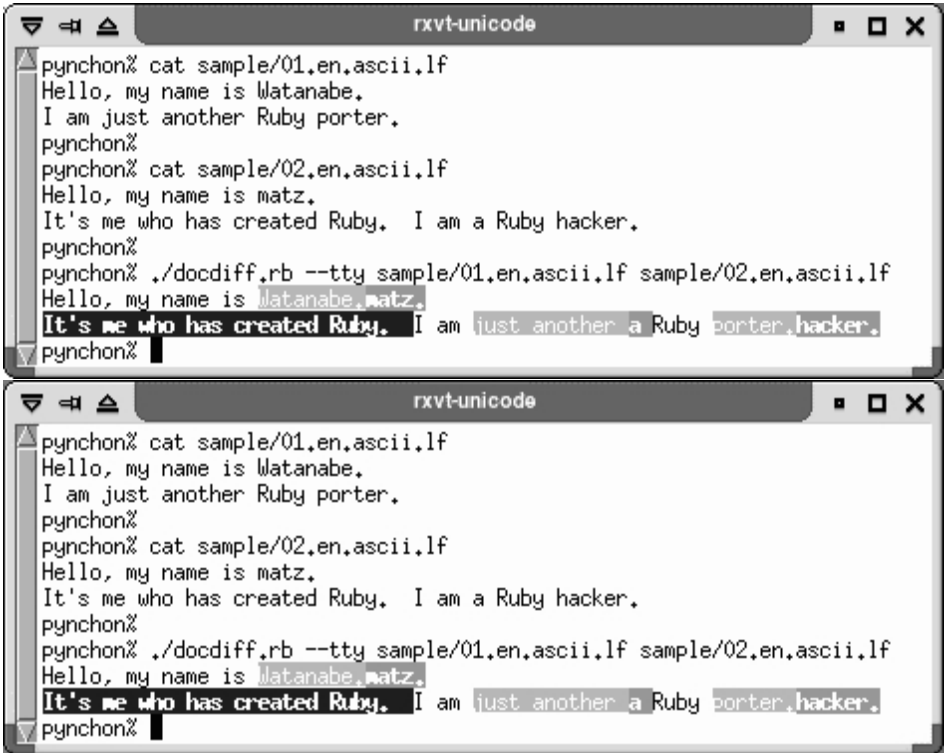 rxvt-unicode
pynchon% cat sample/01.en.ascii.lf
Hello, my name is Watanabe.
I am just another Ruby porter.
pynchon%
pynchon% cat sample/02.en.ascii.lf
Hello, my name is matz.
It's me who has created Ruby.  I am a Ruby hacker.
pynchon%
pynchon% ./docdiff.rb --tty sample/01.en.ascii.lf sample/02.en.ascii.lf
Hello, my name is Watanabe.matz.
It's me who has created Ruby.  I am just another a Ruby porter.hacker.
pynchon%
rxvt-unicode
pynchon% cat sample/01.en.ascii.lf
Hello, my name is Watanabe.
I am just another Ruby porter.
pynchon%
pynchon% cat sample/02.en.ascii.lf
Hello, my name is matz.
It's me who has created Ruby.  I am a Ruby hacker.
pynchon%
pynchon% ./docdiff.rb --tty sample/01.en.ascii.lf sample/02.en.ascii.lf
Hello, my name is Watanabe.matz.
It's me who has created Ruby.  I am just another a Ruby porter.hacker.
pynchon%